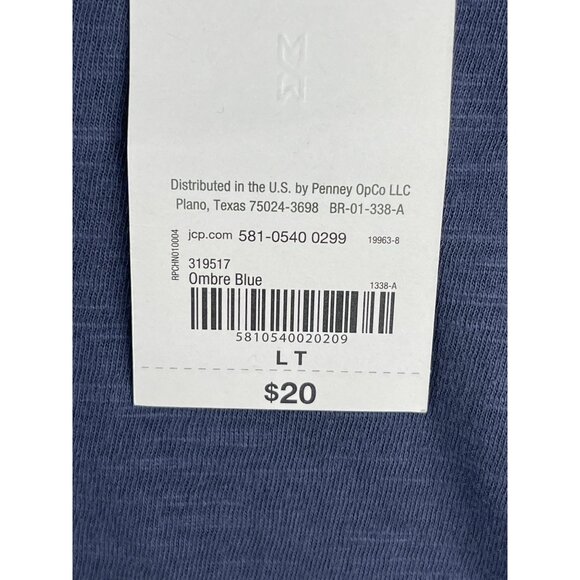 Distributed in the U.S. by Penney OpCo LLC
Plano, Texas 75024-3698 BR-01-338-A
jcp.com 581-0540 0299 19963-8
RPCHN010004
319517
Ombre Blue 1338-A
5810540020209
L T
$20